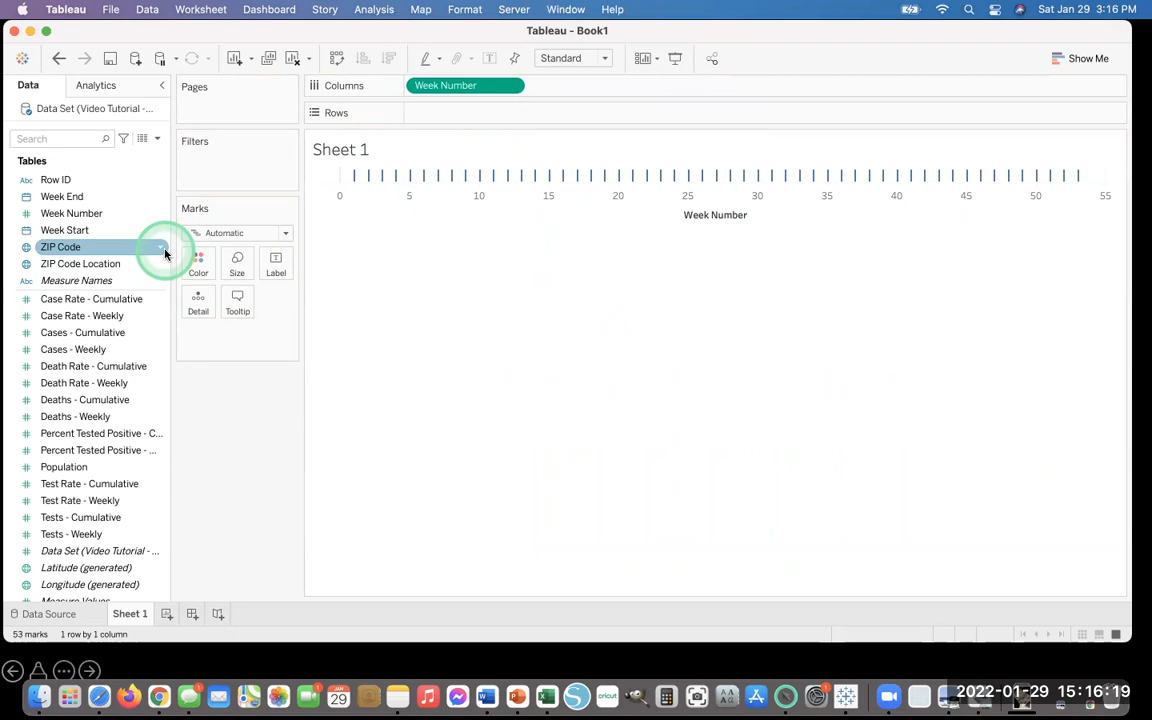 Tableau File Data Worksheet Dashboard Story Analysis Map Format Server Window Help Sat Jan 29 3:16 PM
Tableau - Book1
Standard Show Me
Data Analytics Pages Columns Week Number
Data Set (Video Tutorial -... Rows
Search Filters
Sheet 1
Tables
Abc Row ID
Week End
Week Number
Week Start
ZIP Code
ZIP Code Location
Abc Measure Names
Case Rate - Cumulative
Case Rate - Weekly
Cases - Cumulative
Cases - Weekly
Death Rate - Cumulative
Death Rate - Weekly
Deaths - Cumulative
Deaths - Weekly
Percent Tested Positive - C...
Percent Tested Positive - ...
Population
Test Rate - Cumulative
Test Rate - Weekly
Tests - Cumulative
Tests - Weekly
Data Set (Video Tutorial - ...
Latitude (generated)
Longitude (generated)
Marks
Automatic
Color Size Label
Detail Tooltip
0 5 10 15 20 25 30 35 40 45 50 55
Week Number
Data Source Sheet 1
53 marks 1 row by 1 column
JAN
29
cricut
2022-01-29 15:16:19